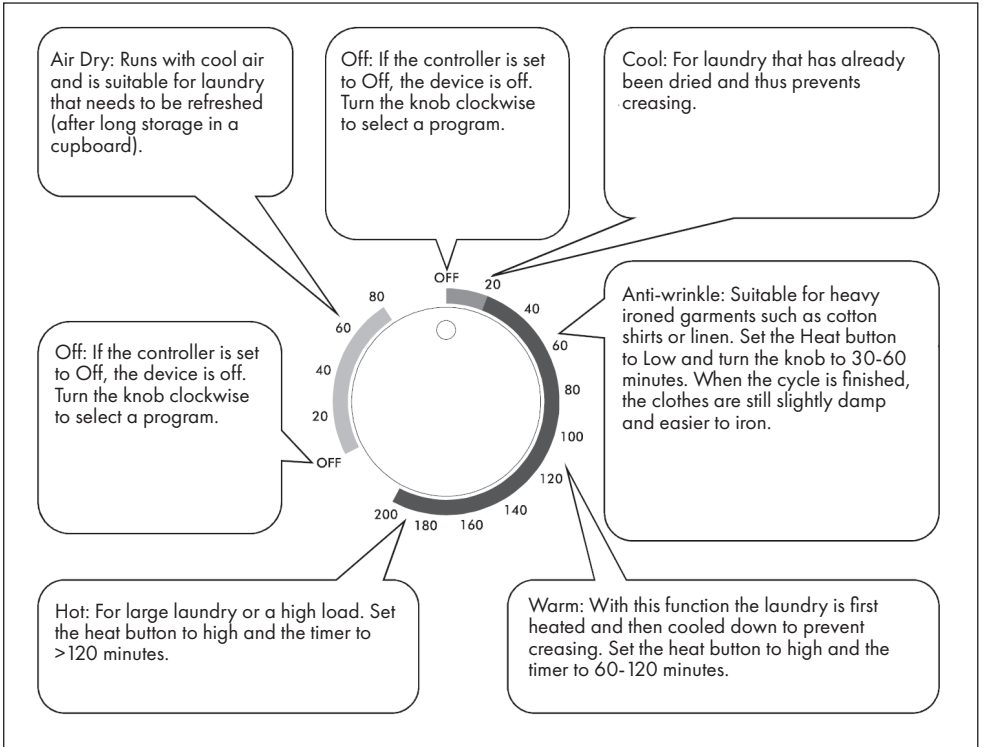 Air Dry: Runs with cool air
and is suitable for laundry
that needs to be refreshed
(after long storage in a
cupboard).
Off: If the controller is set
to Off, the device is off.
Turn the knob clockwise
to select a program.
Cool: For laundry that has already
been dried and thus prevents
creasing.
OFF
20
40
60
80
100
120
140
160
180
200
OFF
20
40
60
80
Anti-wrinkle: Suitable for heavy
ironed garments such as cotton
shirts or linen. Set the Heat button
to Low and turn the knob to 30-60
minutes. When the cycle is finished,
the clothes are still slightly damp
and easier to iron.
Off: If the controller is set
to Off, the device is off.
Turn the knob clockwise
to select a program.
Hot: For large laundry or a high load. Set
the heat button to high and the timer to
>120 minutes.
Warm: With this function the laundry is first
heated and then cooled down to prevent
creasing. Set the heat button to high and the
timer to 60-120 minutes.